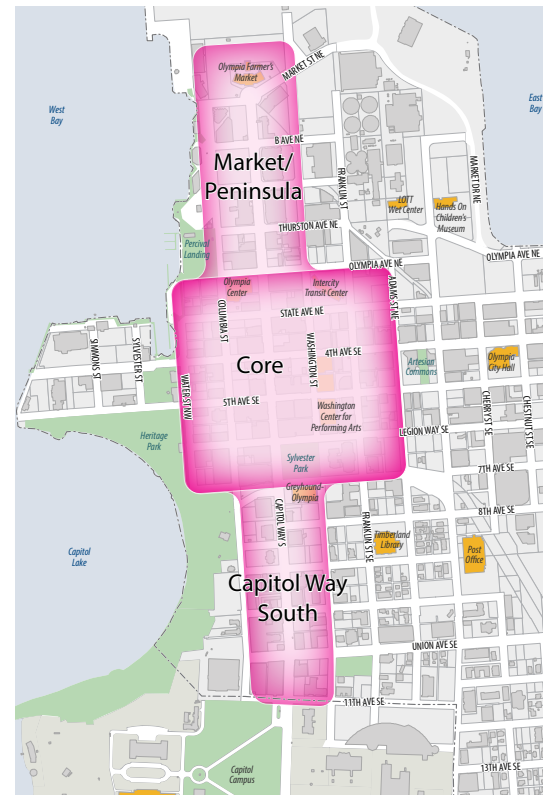 Olympia Farmer's
Market
MARKET ST NE
West
Bay
East
Bay
B AVE NE
Market/
Peninsula
FRANKLIN ST
MARKET DR NE
LOTT
Wet Center
Hands On
Children's
Museum
THURSTON AVE NE
Percival
Landing
OLYMPIA AVE NE
OLYMPIA AVE NE
Olympia
Center
Intercity
Transit Center
ADAMS ST NE
COLUMBIA ST
STATE AVE NE
SIMMONS ST
SYLVESTER ST
WASHINGTON ST
4TH AVE SE
Core
Artesian
Commons
Olympia
City Hall
WATER ST NW
5TH AVE SE
CHERRY ST SE
CHESTNUT ST SE
Washington
Center for
Performing Arts
LEGION WAY SE
Heritage
Park
Sylvester
Park
7TH AVE SE
Greyhound-
Olympia
CAPITOL WAY S
FRANKLIN ST SE
8TH AVE SE
Timberland
Library
Post
Office
Capitol
Lake
Capitol Way
South
UNION AVE SE
11TH AVE SE
Capitol
Campus
13TH AVE SE